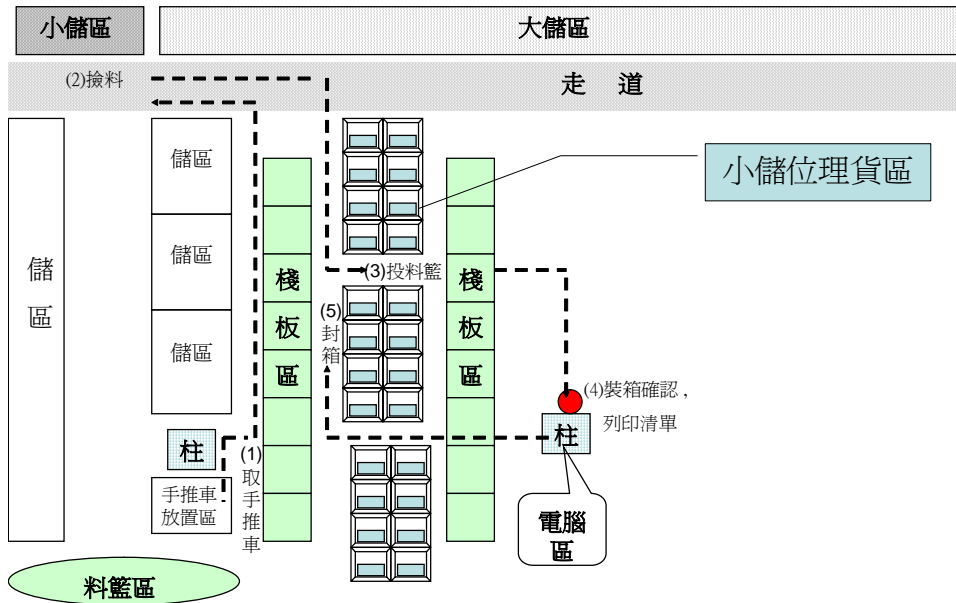 小儲區
大儲區
(2)撿料
走 道
儲區
小儲位理貨區
儲區
儲
區
棧
板
區
(3)投料籃
棧
板
區
(5)
封
箱
儲區
(4)裝箱確認,
列印清單
柱
柱
(1)
取
手
推
車
手推車
放置區
電腦
區
料籃區